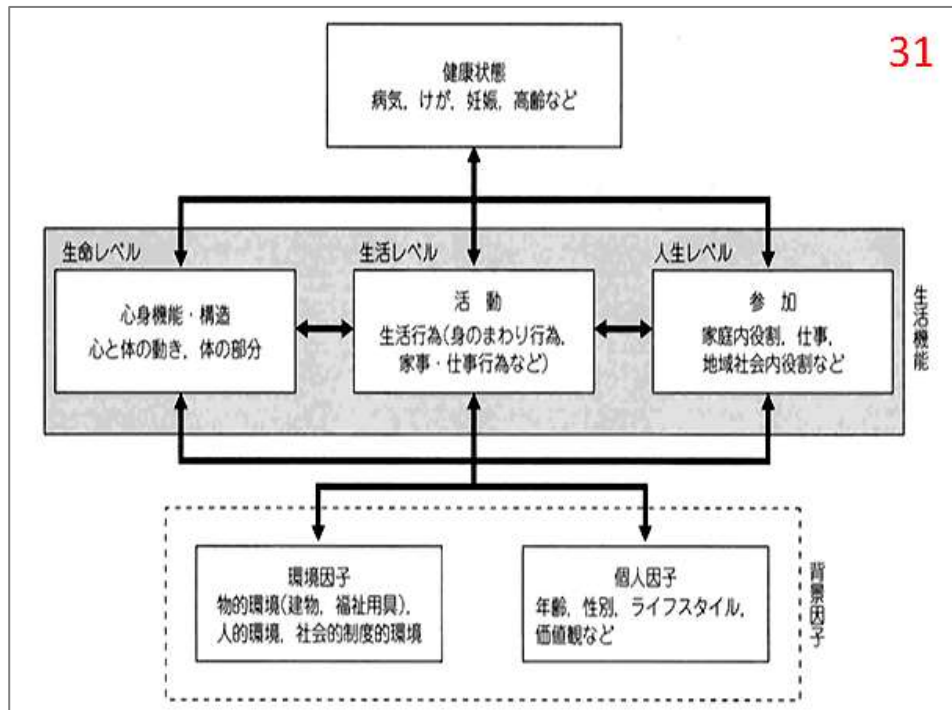 31
健康状態
病気，けが，妊娠，高齢など
生命レベル
生活レベル
人生レベル
心身機能・構造
心と体の動き，体の部分
活　動
生活行為(身のまわり行為，
家事・仕事行為など)
参　加
家庭内役割，仕事，
地域社会内役割など
生活機能
環境因子
物的環境(建物，福祉用具)，
人的環境，社会的制度的環境
個人因子
年齢，性別，ライフスタイル，
価値観など
背景因子